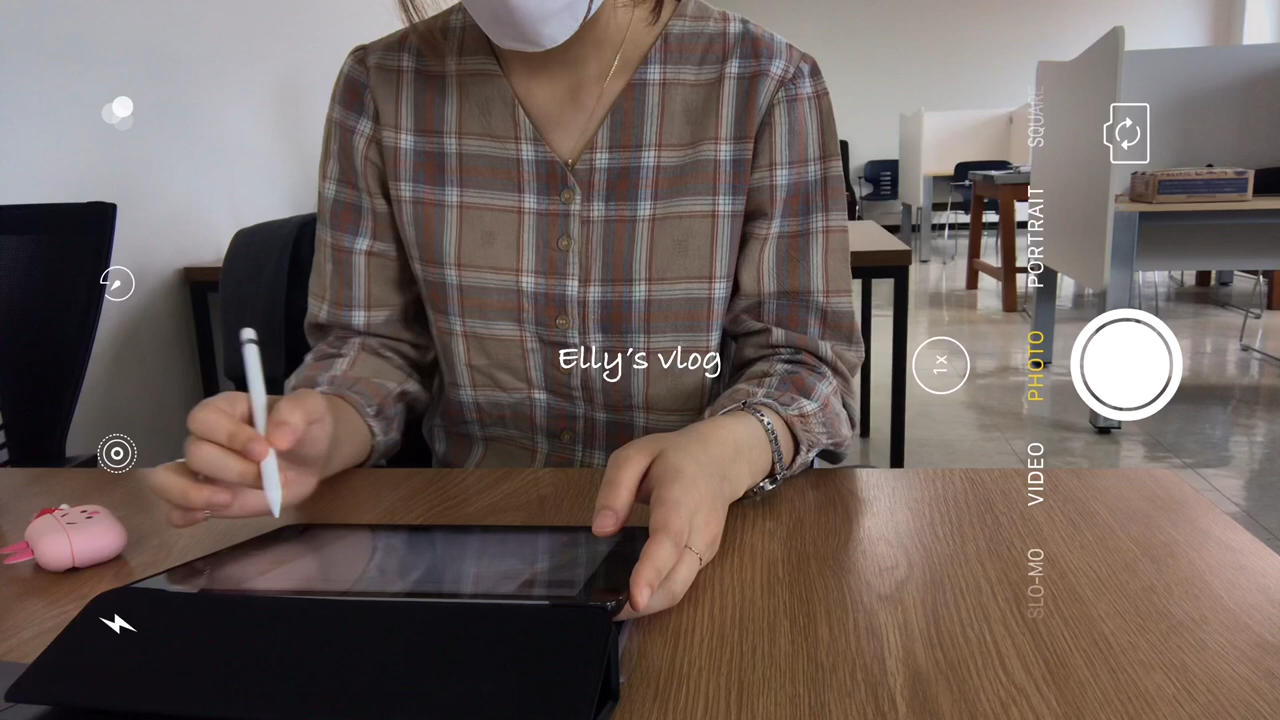 Elly's vlog
1x
SQUARE
PORTRAIT
PHOTO
VIDEO
SLO-MO